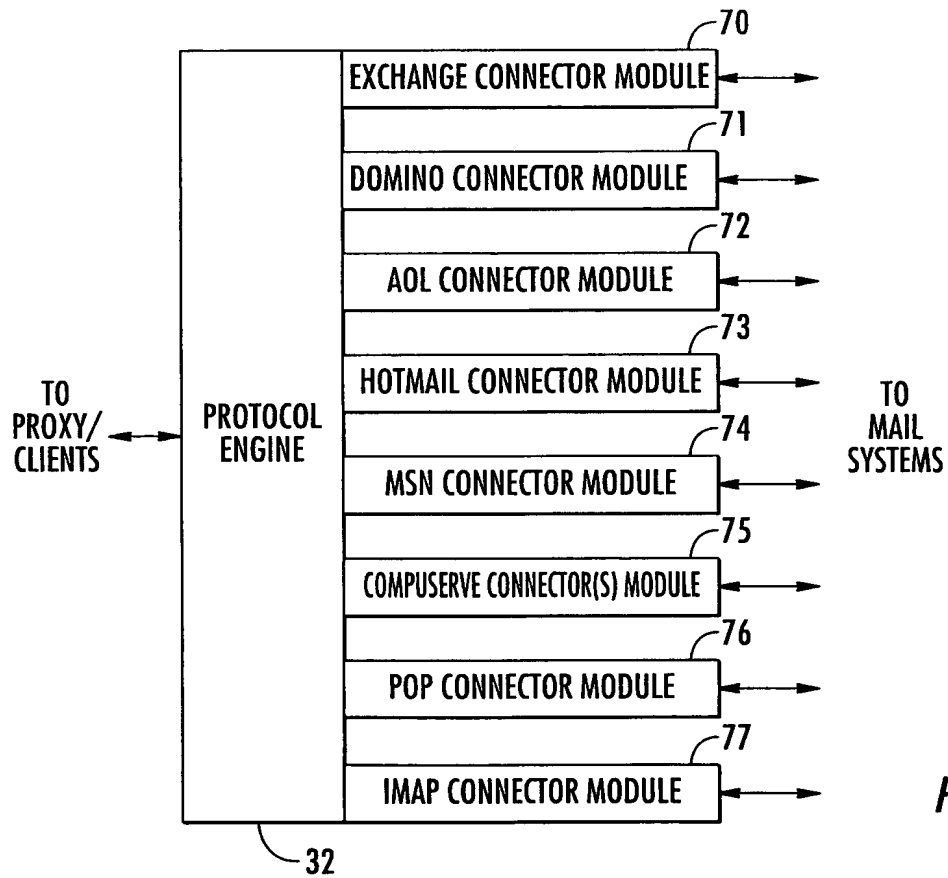 70
EXCHANGE CONNECTOR MODULE
71
DOMINO CONNECTOR MODULE
72
AOL CONNECTOR MODULE
73
HOTMAIL CONNECTOR MODULE
TO
PROXY/
CLIENTS
PROTOCOL
ENGINE
TO
MAIL
SYSTEMS
74
MSN CONNECTOR MODULE
75
COMPUSERVE CONNECTOR(S) MODULE
76
POP CONNECTOR MODULE
77
IMAP CONNECTOR MODULE
32